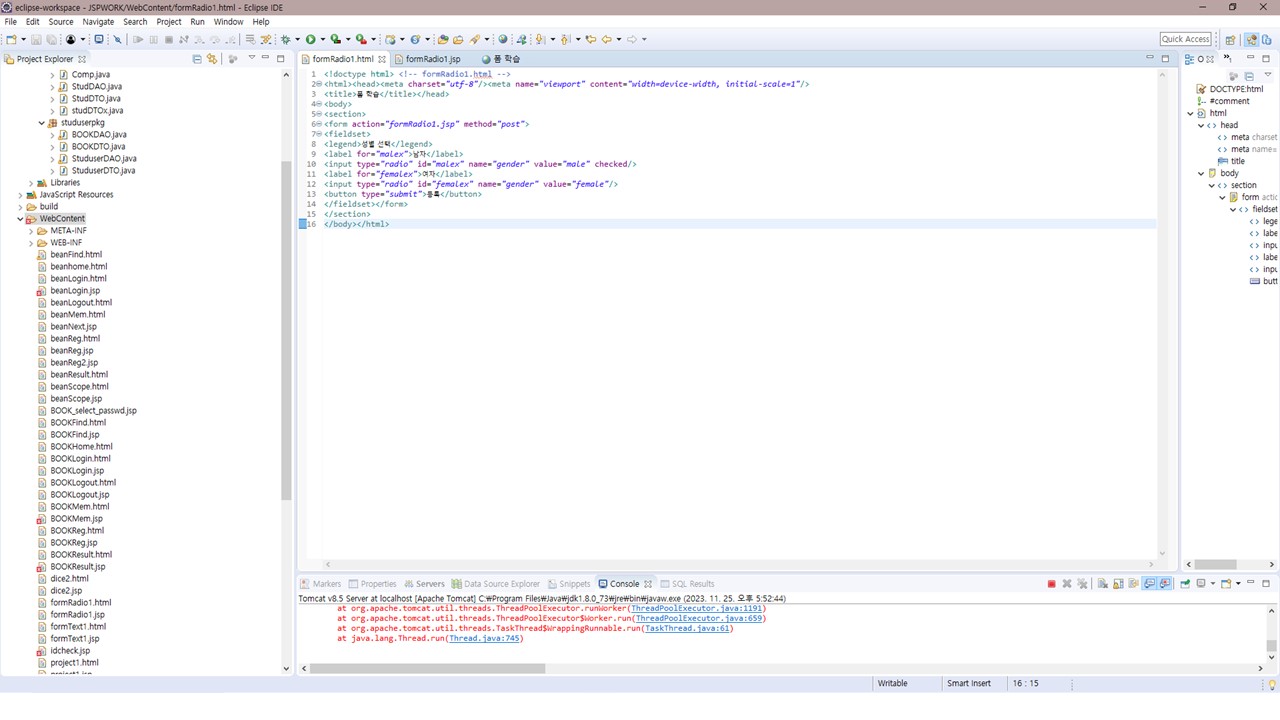 eclipse-workspace - JSPWORK/WebContent/formRadio1.html - Eclipse IDE
File Edit Source Navigate Search Project Run Window Help
Quick Access
Project Explorer
Comp.java
StudDAO.java
StudDTO.java
studDTOx.java
studuserpkg
BOOKDAO.java
BOOKDTO.java
StuduserDAO.java
StuduserDTO.java
Libraries
JavaScript Resources
build
WebContent
META-INF
WEB-INF
beanFind.html
beanhome.html
beanLogin.html
beanLogin.jsp
beanLogout.html
beanMem.html
beanNext.jsp
beanReg.html
beanReg.jsp
beanReg2.jsp
beanResult.html
beanScope.html
beanScope.jsp
BOOK_select_passwd.jsp
BOOKFind.html
BOOKFind.jsp
BOOKHome.html
BOOKLogin.html
BOOKLogin.jsp
BOOKLogout.html
BOOKLogout.jsp
BOOKMem.html
BOOKMem.jsp
BOOKReg.html
BOOKReg.jsp
BOOKResult.html
BOOKResult.jsp
dice2.html
dice2.jsp
formRadio1.html
formRadio1.jsp
formText1.html
formText1.jsp
idcheck.jsp
project1.html
project1.jsp
formRadio1.html formRadio1.jsp 폼 학습
1 <!doctype html> <!-- formRadio1.html -->
2 <html><head><meta charset="utf-8"/><meta name="viewport" content="width=device-width, initial-scale=1"/>
3 <title>폼 학습</title></head>
4 <body>
5 <section>
6 <form action="formRadio1.jsp" method="post">
7 <fieldset>
8 <legend>성별 선택</legend>
9 <label for="malex">남자</label>
10 <input type="radio" id="malex" name="gender" value="male" checked/>
11 <label for="femalex">여자</label>
12 <input type="radio" id="femalex" name="gender" value="female"/>
13 <button type="submit">등록</button>
14 </fieldset></form>
15 </section>
16 </body></html>
DOCTYPE:html
#comment
html
head
meta charset
meta name=
title
body
section
form actio
fieldset
lege
labe
inpu
labe
inpu
butt
Markers Properties Servers Data Source Explorer Snippets Console SQL Results
Tomcat v8.5 Server at localhost [Apache Tomcat] C:₩Program Files₩Java₩jdk1.8.0_73₩jre₩bin₩javaw.exe (2023. 11. 25. 오후 5:52:44)
at org.apache.tomcat.util.threads.ThreadPoolExecutor.runWorker(ThreadPoolExecutor.java:1191)
at org.apache.tomcat.util.threads.ThreadPoolExecutor$Worker.run(ThreadPoolExecutor.java:659)
at org.apache.tomcat.util.threads.TaskThread$WrappingRunnable.run(TaskThread.java:61)
at java.lang.Thread.run(Thread.java:745)
Writable Smart Insert 16 : 15